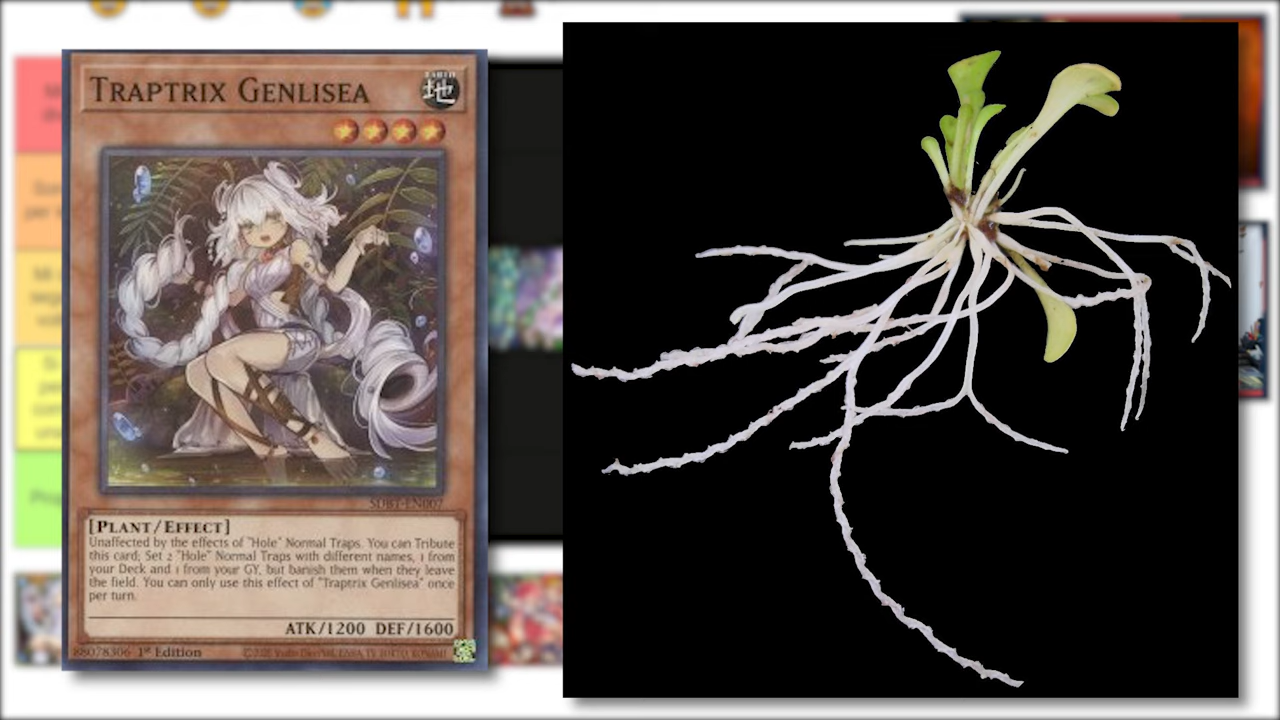 TRAPTRIX GENLISEA
EARTH
地
SDBT-EN007
[PLANT/EFFECT]
Unaffected by the effects of "Hole" Normal Traps. You can Tribute
this card; Set 2 "Hole" Normal Traps with different names, 1 from
your Deck and 1 from your GY, but banish them when they leave
the field. You can only use this effect of "Traptrix Genlisea" once
per turn.
ATK/1200 DEF/1600
1st Edition